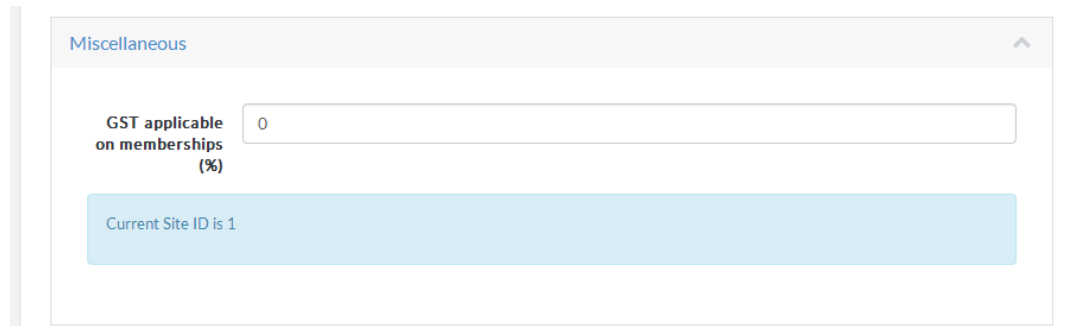 Miscellaneous
GST applicable
on memberships
(%)
0
Current Site ID is 1